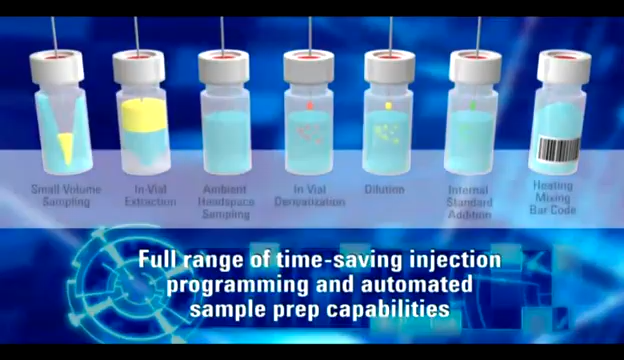 Small Volume
Sampling
In Vial
Extraction
Ambient
Headspace
Sampling
In Vial
Derivatization
Dilution
Internal
Standard
Addition
Heating
Mixing
Bar Code
Full range of time-saving injection
programming and automated
sample prep capabilities